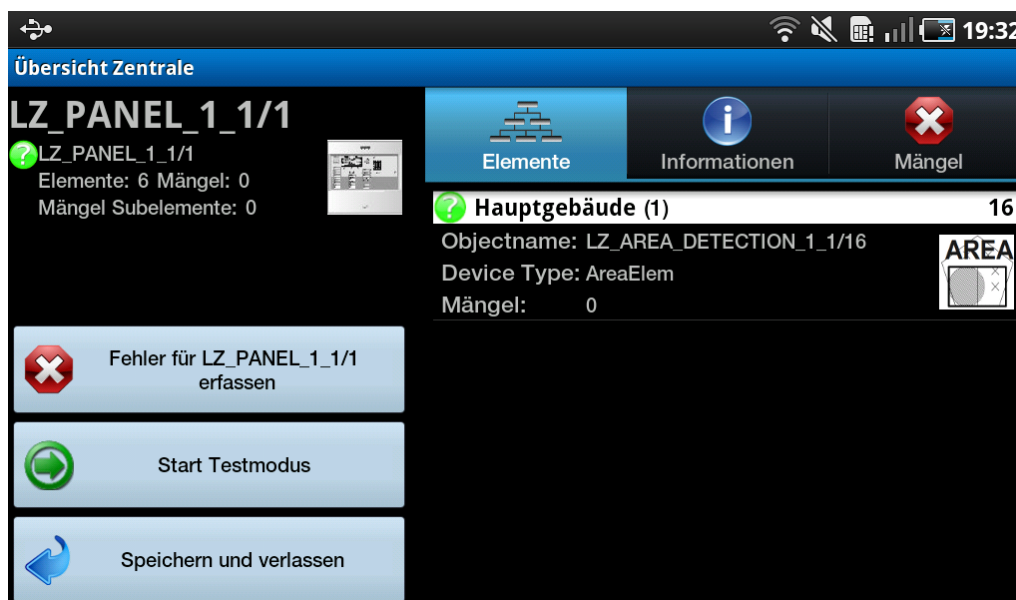 19:32
Übersicht Zentrale
LZ_PANEL_1_1/1
LZ_PANEL_1_1/1
Elemente: 6 Mängel: 0
Mängel Subelemente: 0
Fehler für LZ_PANEL_1_1/1
erfassen
Start Testmodus
Speichern und verlassen
Elemente
Informationen
Mängel
Hauptgebäude (1) 16
Objectname: LZ_AREA_DETECTION_1_1/16
Device Type: AreaElem
Mängel: 0
AREA